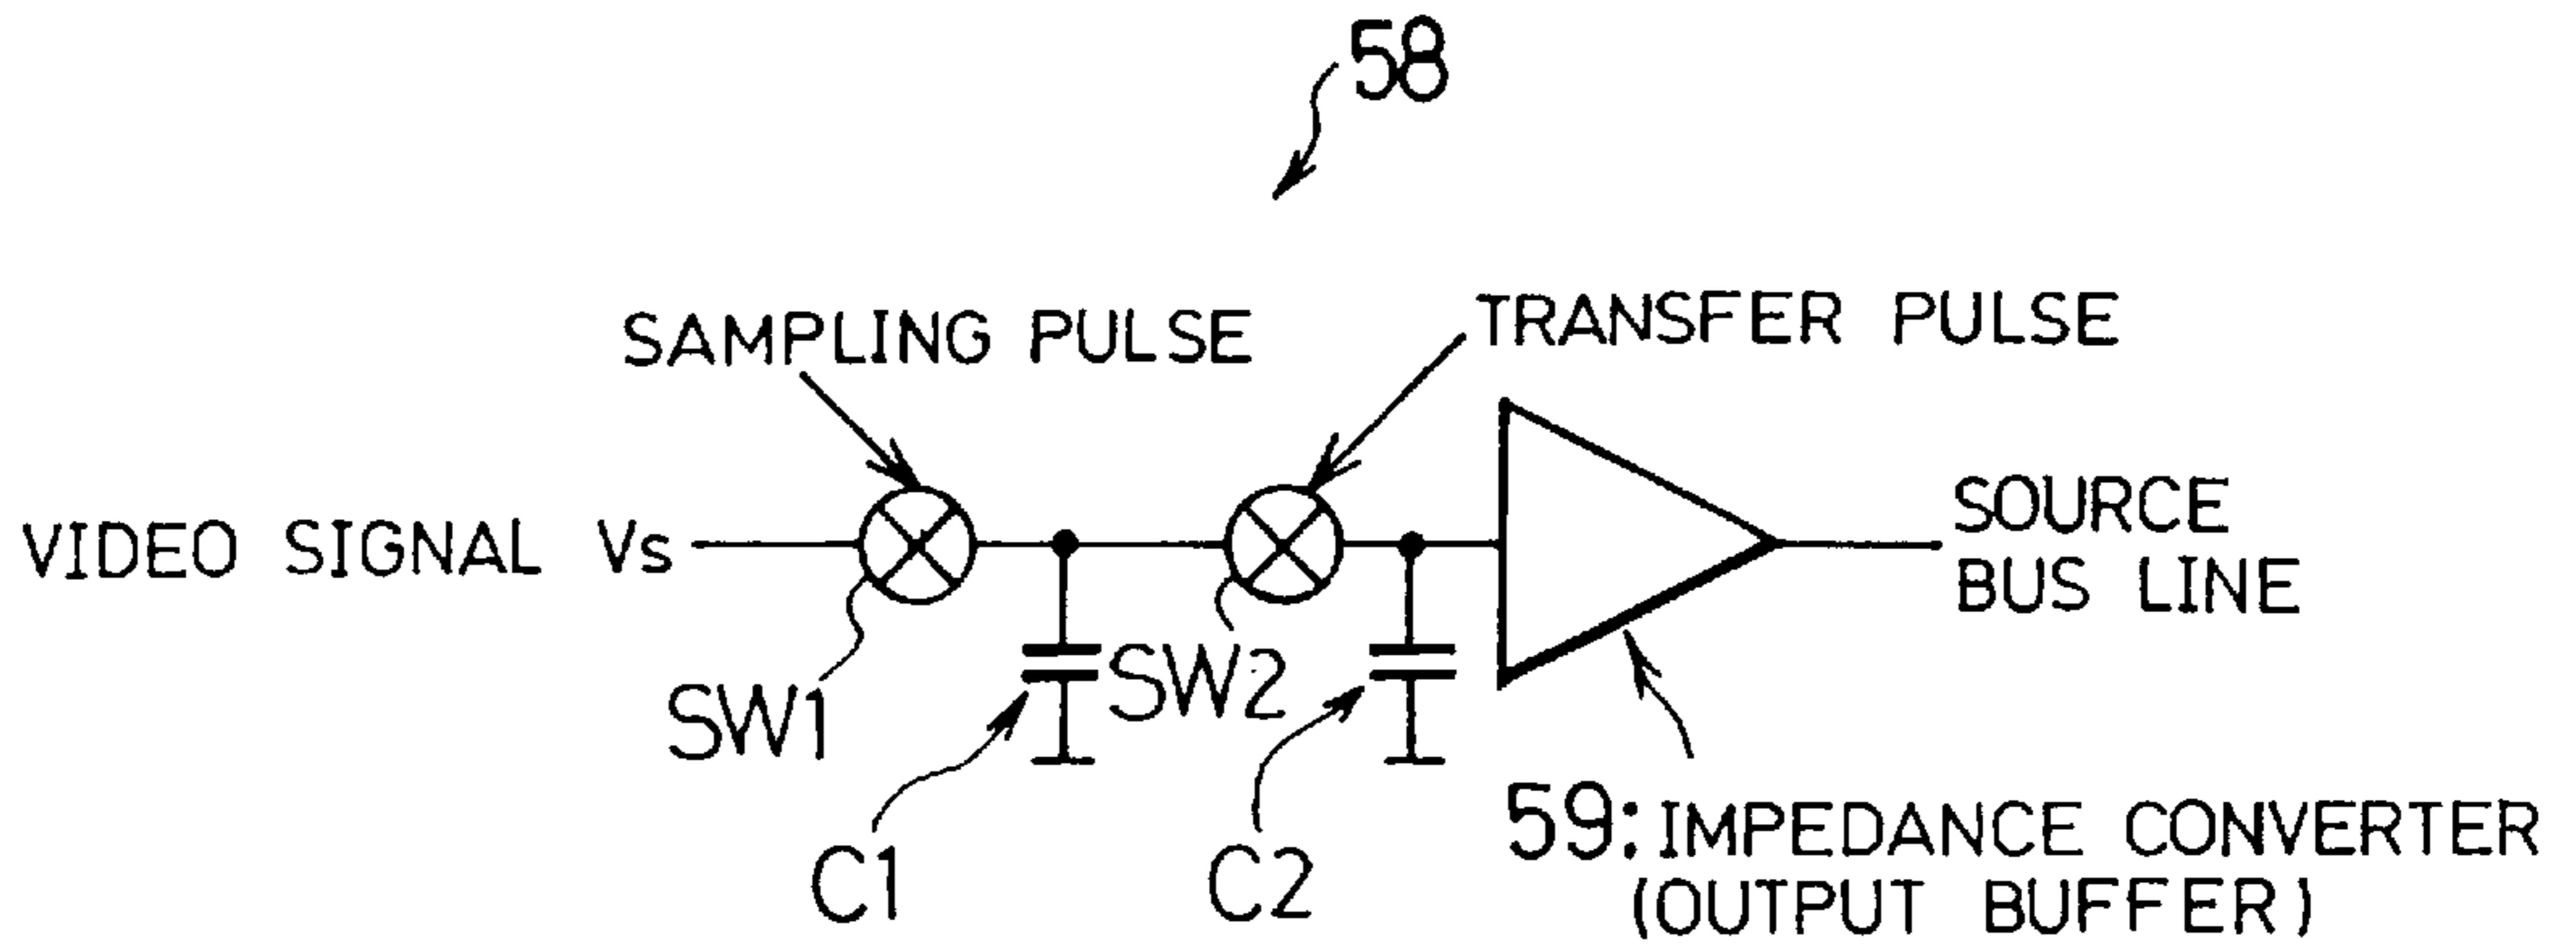 58
SAMPLING PULSE
TRANSFER PULSE
VIDEO SIGNAL Vs
SOURCE
BUS LINE
SW1
SW2
C1
C2
59: IMPEDANCE CONVERTER
(OUTPUT BUFFER)